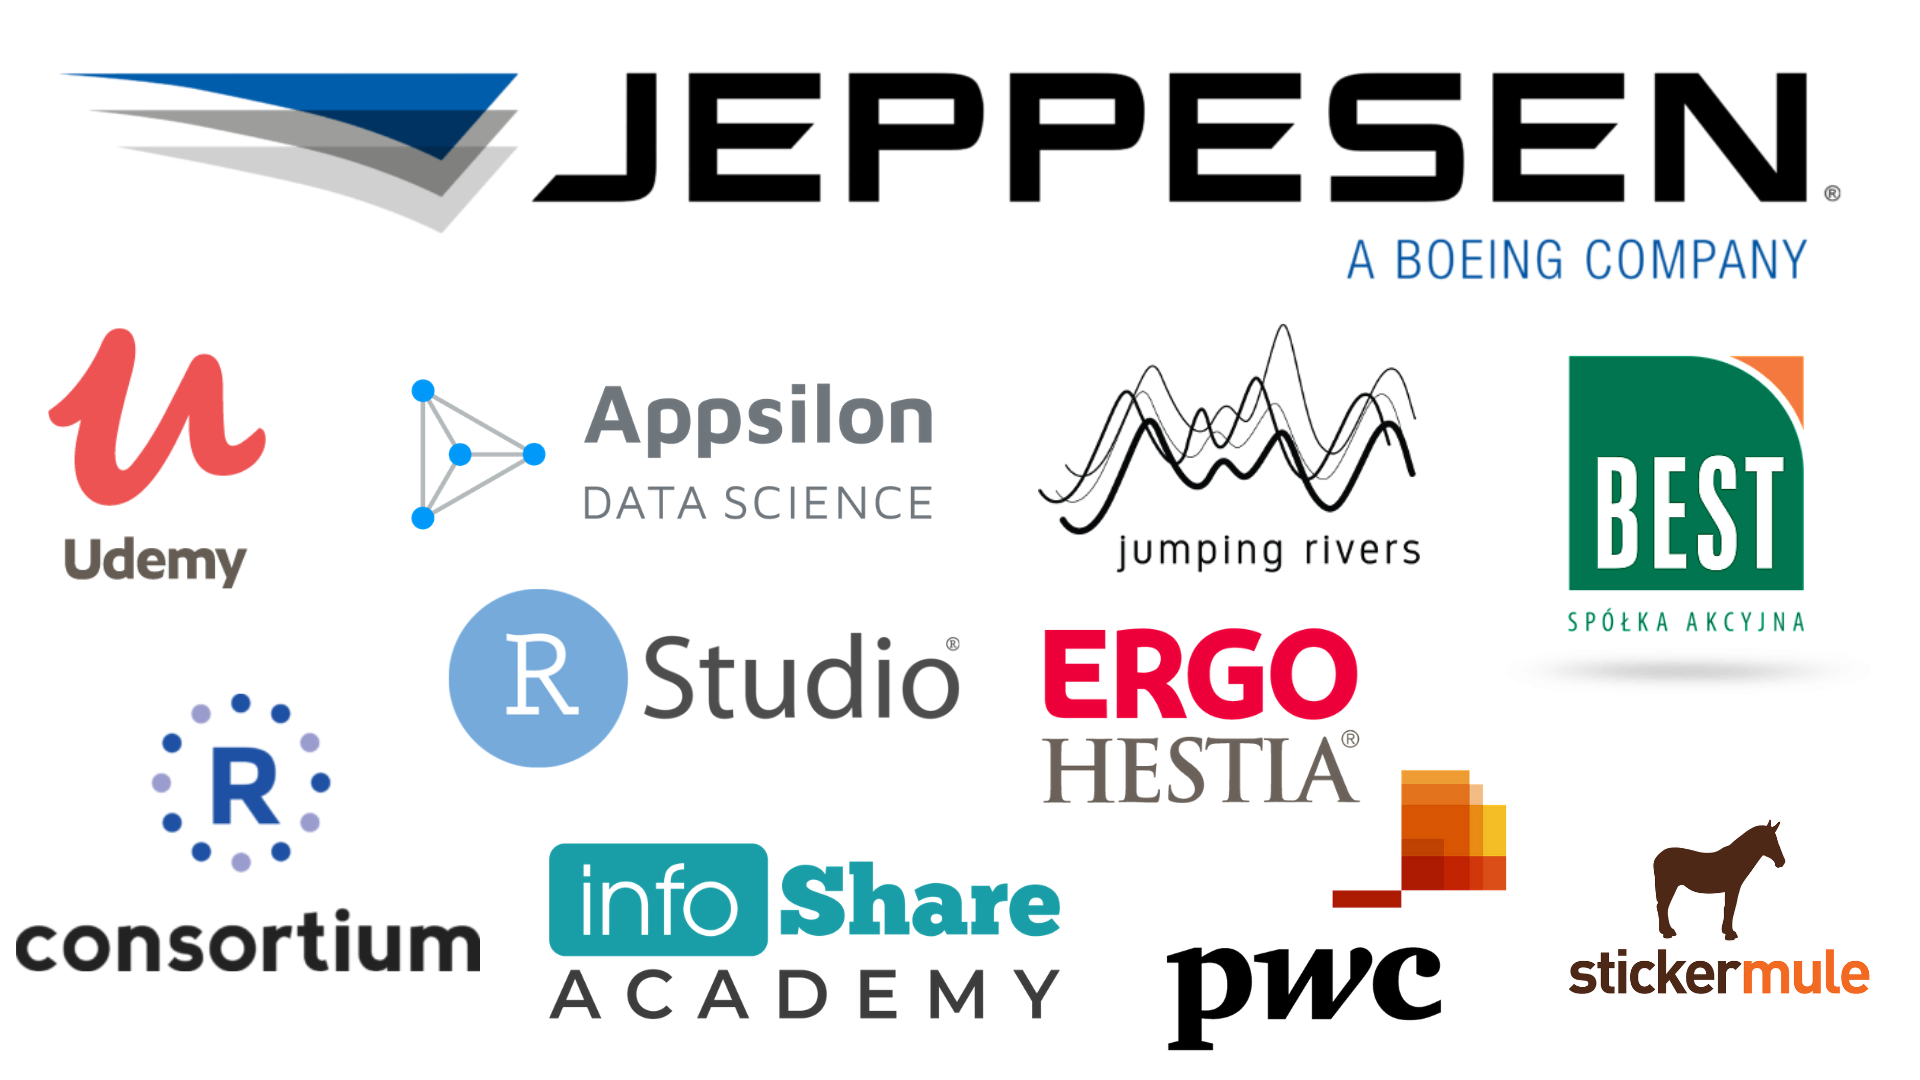 JEPPESEN®
A BOEING COMPANY
Udemy
Appsilon
DATA SCIENCE
jumping rivers
BEST
SPÓŁKA AKCYJNA
R Studio®
ERGO
HESTIA®
R
consortium
info Share
ACADEMY
pwc
stickermule